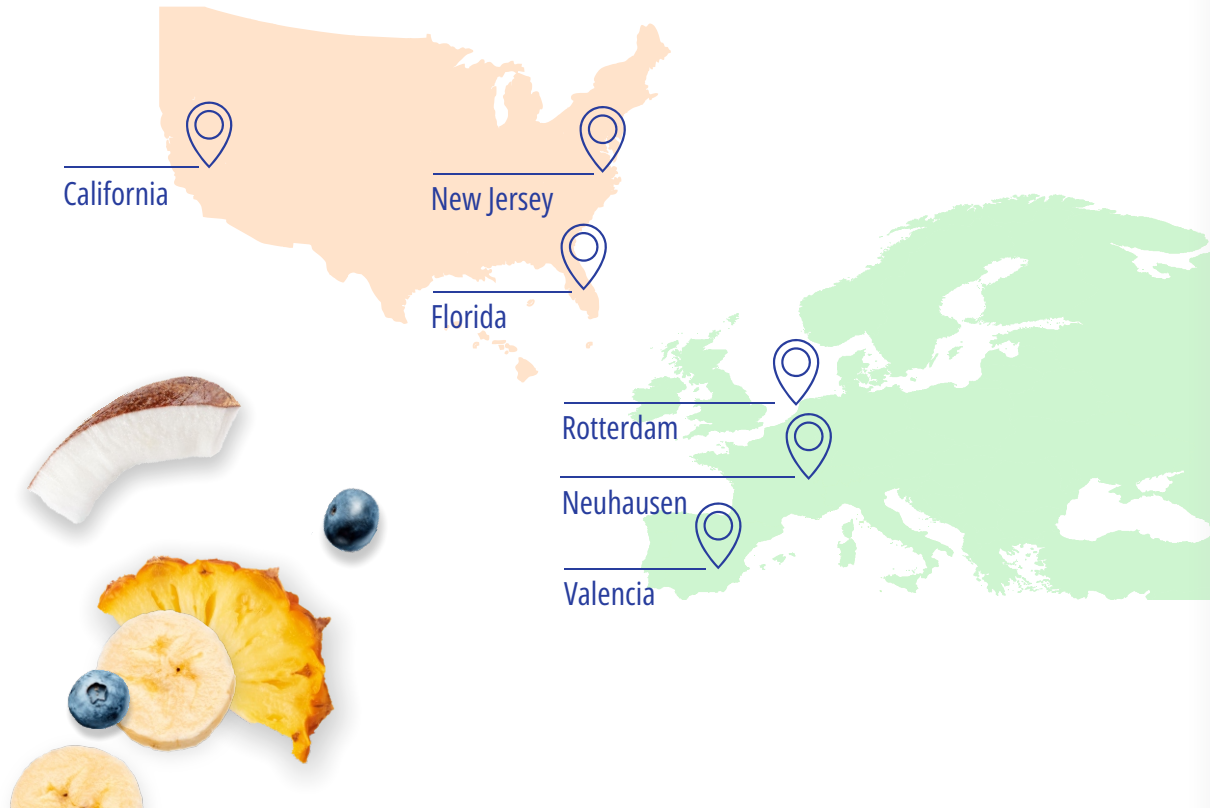 California
New Jersey
Florida
Rotterdam
Neuhausen
Valencia